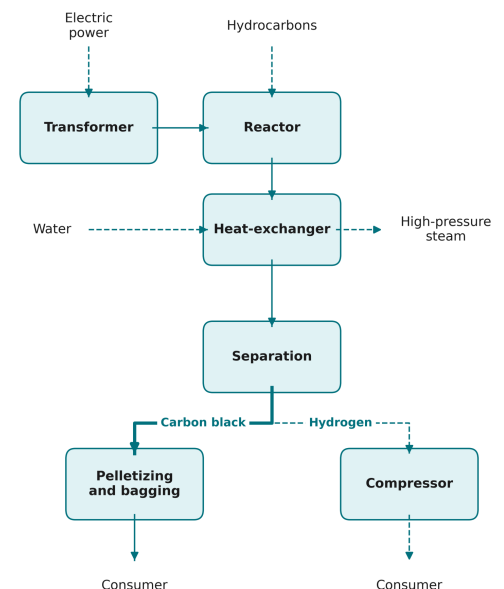 Electric
power
Hydrocarbons
Transformer
Reactor
Water
Heat-exchanger
High-pressure
steam
Separation
Carbon black
Hydrogen
Pelletizing
and bagging
Compressor
Consumer
Consumer